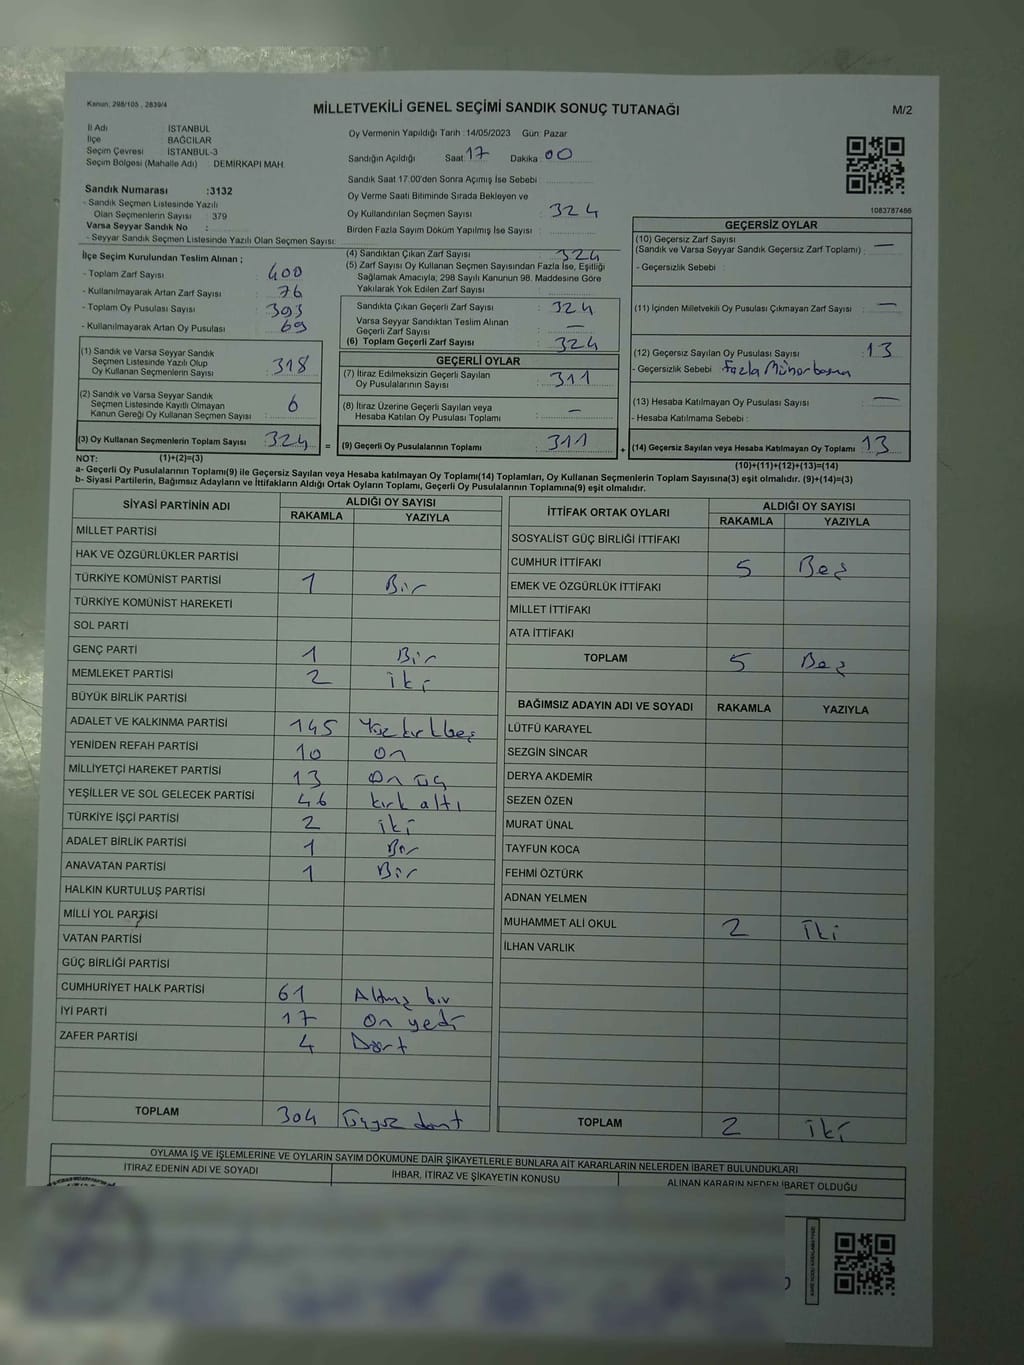 Kanun; 298/105 , 2839/4
MİLLETVEKİLİ GENEL SEÇİMİ SANDIK SONUÇ TUTANAĞI
M/2
İl Adı : İSTANBUL
İlçe : BAĞCILAR
Seçim Çevresi : İSTANBUL-3
Seçim Bölgesi (Mahalle Adı) : DEMİRKAPI MAH.
Oy Vermenin Yapıldığı Tarih :14/05/2023 Gün: Pazar
Sandığın Açıldığı Saat 17 Dakika 00
Sandık Saat 17.00'den Sonra Açılmış İse Sebebi :
Oy Verme Saati Bitiminde Sırada Bekleyen ve
Oy Kullandırılan Seçmen Sayısı : 324
Birden Fazla Sayım Döküm Yapılmış İse Sayısı :
1083787466
Sandık Numarası :3132
- Sandık Seçmen Listesinde Yazılı
Olan Seçmenlerin Sayısı : 379
Varsa Seyyar Sandık No :
- Seyyar Sandık Seçmen Listesinde Yazılı Olan Seçmen Sayısı:
İlçe Seçim Kurulundan Teslim Alınan ;
- Toplam Zarf Sayısı : 400
- Kullanılmayarak Artan Zarf Sayısı : 76
- Toplam Oy Pusulası Sayısı : 393
- Kullanılmayarak Artan Oy Pusulası : 69
(1) Sandık ve Varsa Seyyar Sandık
Seçmen Listesinde Yazılı Olup
Oy Kullanan Seçmenlerin Sayısı : 318
(2) Sandık ve Varsa Seyyar Sandık
Seçmen Listesinde Kayıtlı Olmayan
Kanun Gereği Oy Kullanan Seçmen Sayısı : 6
(3) Oy Kullanan Seçmenlerin Toplam Sayısı : 324
(4) Sandıktan Çıkan Zarf Sayısı : 324
(5) Zarf Sayısı Oy Kullanan Seçmen Sayısından Fazla İse, Eşitliği
Sağlamak Amacıyla; 298 Sayılı Kanunun 98. Maddesine Göre
Yakılarak Yok Edilen Zarf Sayısı :
Sandıkta Çıkan Geçerli Zarf Sayısı : 324
Varsa Seyyar Sandıktan Teslim Alınan
Geçerli Zarf Sayısı : —
(6) Toplam Geçerli Zarf Sayısı : 324
GEÇERLİ OYLAR
(7) İtiraz Edilmeksizin Geçerli Sayılan
Oy Pusulalarının Sayısı : 311
(8) İtiraz Üzerine Geçerli Sayılan veya
Hesaba Katılan Oy Pusulası Toplamı : —
= (9) Geçerli Oy Pusulalarının Toplamı : 311 +
GEÇERSİZ OYLAR
(10) Geçersiz Zarf Sayısı
(Sandık ve Varsa Seyyar Sandık Geçersiz Zarf Toplamı) : —
- Geçersizlik Sebebi :
(11) İçinden Milletvekili Oy Pusulası Çıkmayan Zarf Sayısı : —
(12) Geçersiz Sayılan Oy Pusulası Sayısı : 13
- Geçersizlik Sebebi : Fazla Mühür basma
(13) Hesaba Katılmayan Oy Pusulası Sayısı : —
- Hesaba Katılmama Sebebi :
(14) Geçersiz Sayılan veya Hesaba Katılmayan Oy Toplamı : 13
NOT: (1)+(2)=(3)
(10)+(11)+(12)+(13)=(14)
a- Geçerli Oy Pusulalarının Toplamı(9) ile Geçersiz Sayılan veya Hesaba katılmayan Oy Toplamı(14) Toplamları, Oy Kullanan Seçmenlerin Toplam Sayısına(3) eşit olmalıdır. (9)+(14)=(3)
b- Siyasi Partilerin, Bağımsız Adayların ve İttifakların Aldığı Ortak Oyların Toplamı, Geçerli Oy Pusulalarının Toplamına(9) eşit olmalıdır.
SİYASİ PARTİNİN ADI ALDIĞI OY SAYISI
RAKAMLA YAZIYLA
MİLLET PARTİSİ
HAK VE ÖZGÜRLÜKLER PARTİSİ
TÜRKİYE KOMÜNİST PARTİSİ 1 Bir
TÜRKİYE KOMÜNİST HAREKETİ
SOL PARTİ
GENÇ PARTİ 1 Bir
MEMLEKET PARTİSİ 2 iki
BÜYÜK BİRLİK PARTİSİ
ADALET VE KALKINMA PARTİSİ 145 Yüz kırkbeş
YENİDEN REFAH PARTİSİ 10 On
MİLLİYETÇİ HAREKET PARTİSİ 13 On üç
YEŞİLLER VE SOL GELECEK PARTİSİ 46 kırk altı
TÜRKİYE İŞÇİ PARTİSİ 2 iki
ADALET BİRLİK PARTİSİ 1 Bir
ANAVATAN PARTİSİ 1 Bir
HALKIN KURTULUŞ PARTİSİ
MİLLİ YOL PARTİSİ
VATAN PARTİSİ
GÜÇ BİRLİĞİ PARTİSİ
CUMHURİYET HALK PARTİSİ 61 Altmış bir
İYİ PARTİ 17 On yedi
ZAFER PARTİSİ 4 Dört
TOPLAM 304 Üçyüz dört
İTTİFAK ORTAK OYLARI ALDIĞI OY SAYISI
RAKAMLA YAZIYLA
SOSYALİST GÜÇ BİRLİĞİ İTTİFAKI
CUMHUR İTTİFAKI 5 Beş
EMEK VE ÖZGÜRLÜK İTTİFAKI
MİLLET İTTİFAKI
ATA İTTİFAKI
TOPLAM 5 Beş
BAĞIMSIZ ADAYIN ADI VE SOYADI RAKAMLA YAZIYLA
LÜTFÜ KARAYEL
SEZGİN SİNCAR
DERYA AKDEMİR
SEZEN ÖZEN
MURAT ÜNAL
TAYFUN KOCA
FEHMİ ÖZTÜRK
ADNAN YELMEN
MUHAMMET ALİ OKUL 2 iki
İLHAN VARLIK
TOPLAM 2 iki
OYLAMA İŞ VE İŞLEMLERİNE VE OYLARIN SAYIM DÖKÜMÜNE DAİR ŞİKAYETLERLE BUNLARA AİT KARARLARIN NELERDEN İBARET BULUNDUKLARI
İTİRAZ EDENİN ADI VE SOYADI İHBAR, İTİRAZ VE ŞİKAYETİN KONUSU ALINAN KARARIN NEDEN İBARET OLDUĞU